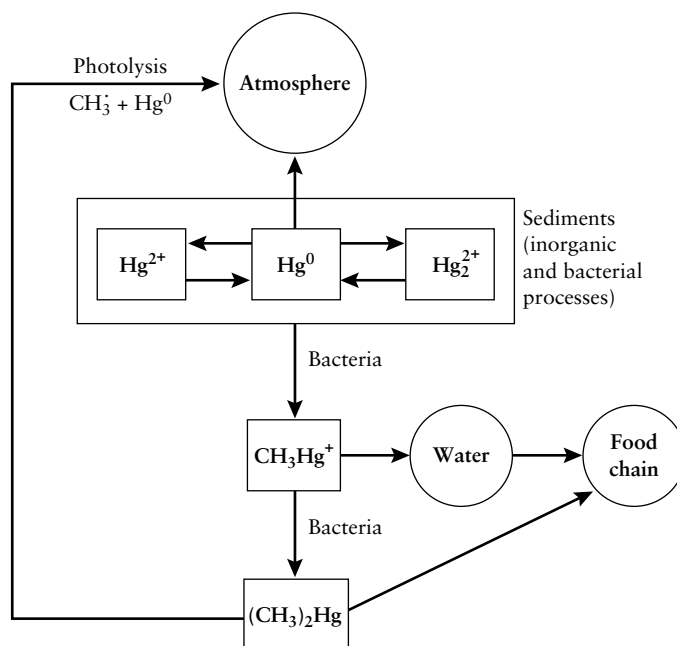 Photolysis
CH₃· + Hg⁰
Atmosphere
Sediments
(inorganic
and bacterial
processes)
Hg²⁺
Hg⁰
Hg₂²⁺
Bacteria
CH₃Hg⁺
Water
Food
chain
Bacteria
(CH₃)₂Hg